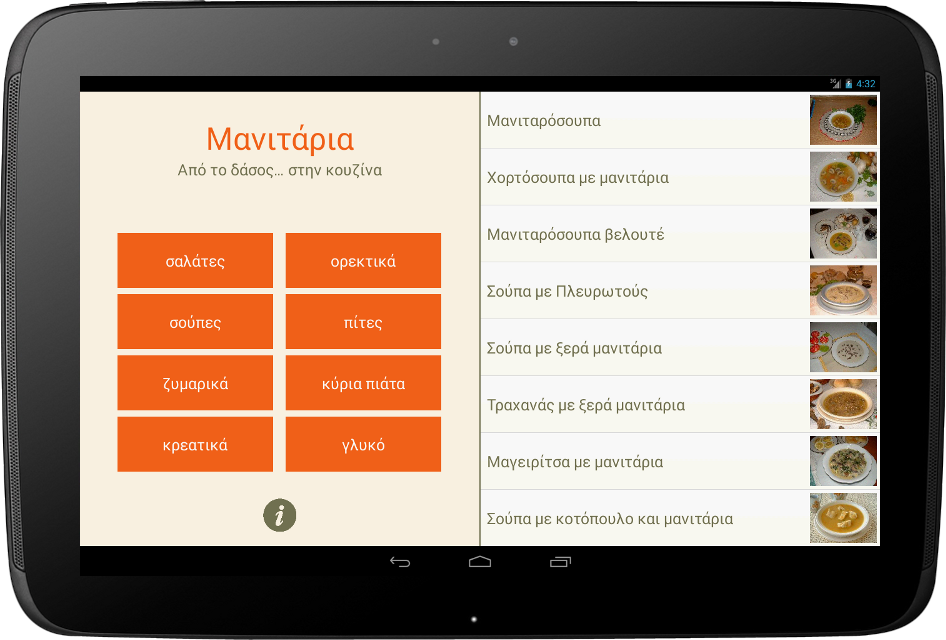 3G 4:32
Μανιτάρια
Από το δάσος... στην κουζίνα
σαλάτες
ορεκτικά
σούπες
πίτες
ζυμαρικά
κύρια πιάτα
κρεατικά
γλυκό
i
Μανιταρόσουπα
Χορτόσουπα με μανιτάρια
Μανιταρόσουπα βελουτέ
Σούπα με Πλευρωτούς
Σούπα με ξερά μανιτάρια
Τραχανάς με ξερά μανιτάρια
Μαγειρίτσα με μανιτάρια
Σούπα με κοτόπουλο και μανιτάρια